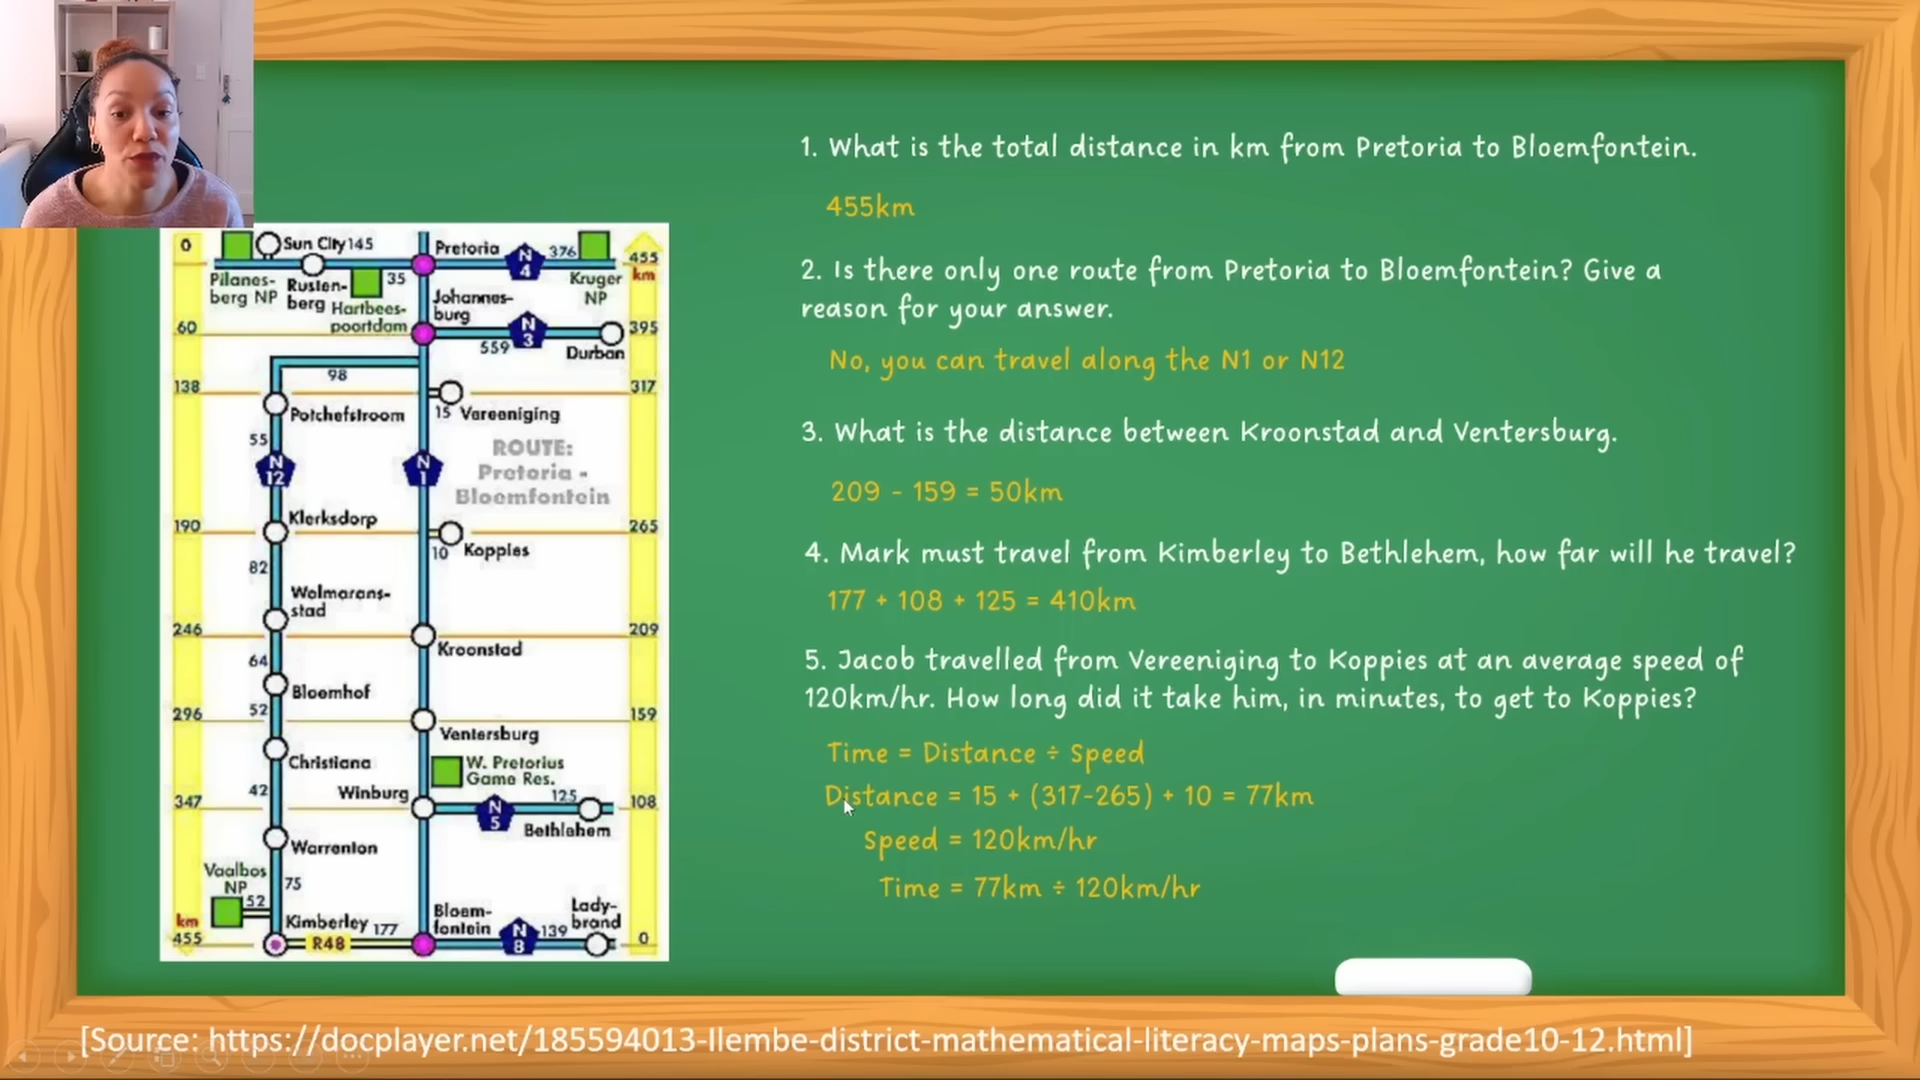 1. What is the total distance in km from Pretoria to Bloemfontein.
455km
2. Is there only one route from Pretoria to Bloemfontein? Give a
reason for your answer.
No, you can travel along the N1 or N12
3. What is the distance between Kroonstad and Ventersburg.
209 - 159 = 50km
4. Mark must travel from Kimberley to Bethlehem, how far will he travel?
177 + 108 + 125 = 410km
5. Jacob travelled from Vereeniging to Koppies at an average speed of
120km/hr. How long did it take him, in minutes, to get to Koppies?
Time = Distance ÷ Speed
Distance = 15 + (317-265) + 10 = 77km
Speed = 120km/hr
Time = 77km ÷ 120km/hr
0
Sun City 145
Pretoria
N
4
376
455
km
Pilanes-
berg NP
Rusten-
berg
35
Hartbees-
poortdam
Kruger
NP
Johannes-
burg
60
N
3
395
559
Durban
98
138
317
Potchefstroom
15 Vereeniging
55
ROUTE:
Pretoria -
Bloemfontein
N
12
N
1
Klerksdorp
190
265
10
Koppies
82
Wolmarans-
stad
246
209
Kroonstad
64
Bloemhof
52
296
159
Ventersburg
Christiana
W. Pretorius
Game Res.
42
Winburg
125
347
N
5
108
Bethlehem
Warrenton
Vaalbos
NP
75
52
Kimberley 177
Bloem-
fontein
Lady-
brand
km
455
R48
N
8
139
0
[Source: https://docplayer.net/185594013-Ilembe-district-mathematical-literacy-maps-plans-grade10-12.html]